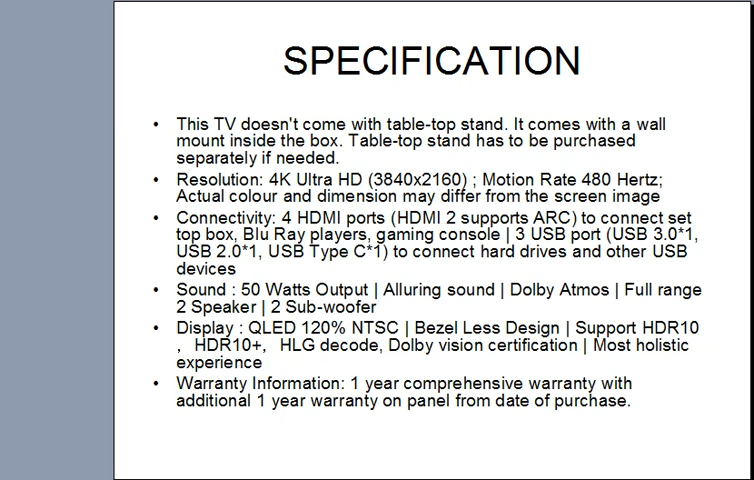 SPECIFICATION
• This TV doesn't come with table-top stand. It comes with a wall
mount inside the box. Table-top stand has to be purchased
separately if needed.
• Resolution: 4K Ultra HD (3840x2160) ; Motion Rate 480 Hertz;
Actual colour and dimension may differ from the screen image
• Connectivity: 4 HDMI ports (HDMI 2 supports ARC) to connect set
top box, Blu Ray players, gaming console | 3 USB port (USB 3.0*1,
USB 2.0*1, USB Type C*1) to connect hard drives and other USB
devices
• Sound : 50 Watts Output | Alluring sound | Dolby Atmos | Full range
2 Speaker | 2 Sub-woofer
• Display : QLED 120% NTSC | Bezel Less Design | Support HDR10
, HDR10+, HLG decode, Dolby vision certification | Most holistic
experience
• Warranty Information: 1 year comprehensive warranty with
additional 1 year warranty on panel from date of purchase.